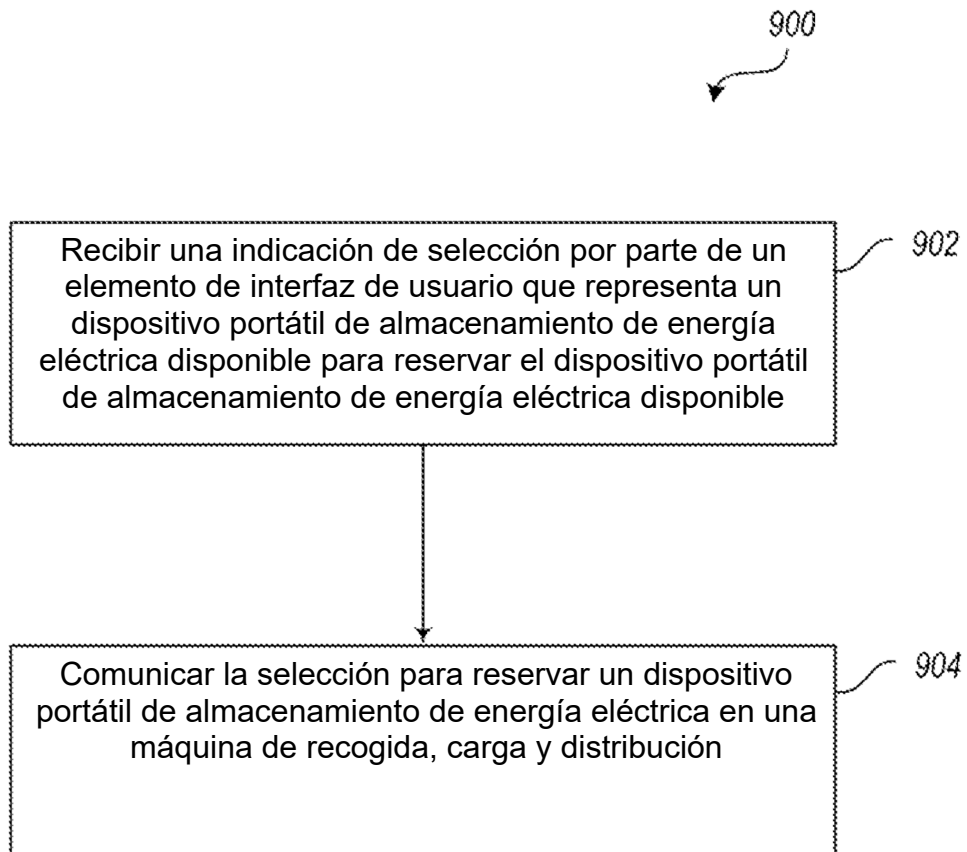 900
Recibir una indicación de selección por parte de un
elemento de interfaz de usuario que representa un
dispositivo portátil de almacenamiento de energía
eléctrica disponible para reservar el dispositivo portátil
de almacenamiento de energía eléctrica disponible
902
Comunicar la selección para reservar un dispositivo
portátil de almacenamiento de energía eléctrica en una
máquina de recogida, carga y distribución
904